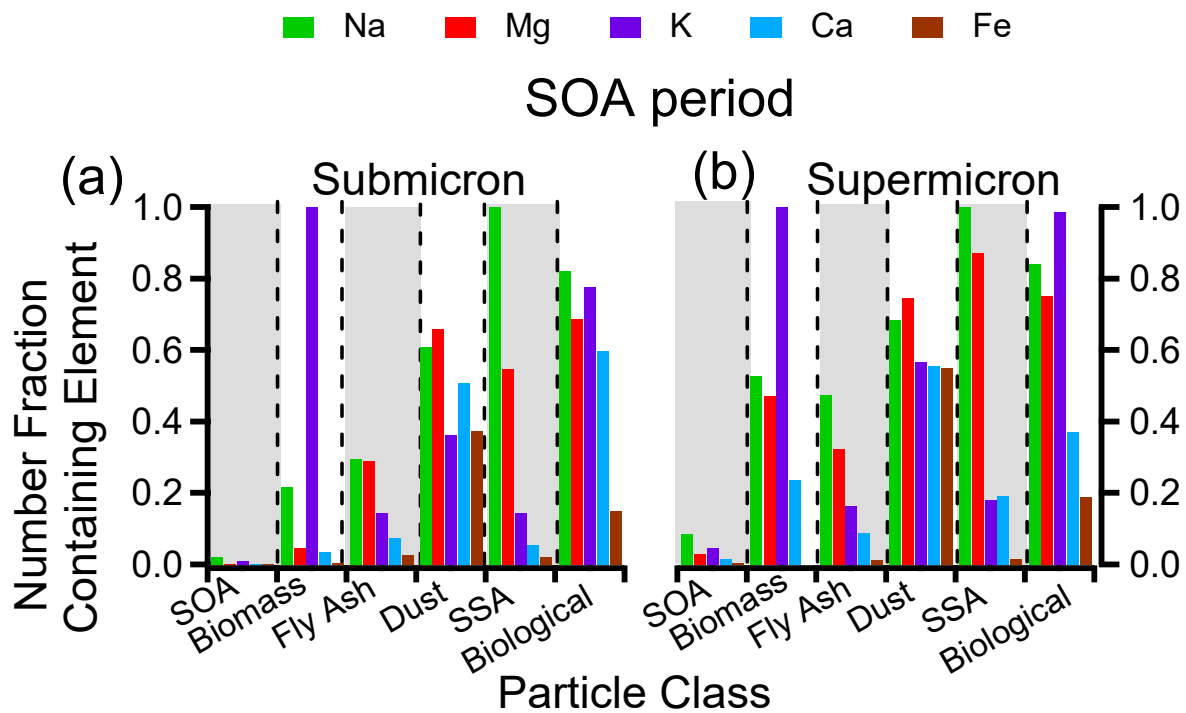 Na Mg K Ca Fe
SOA period
(a) Submicron
(b) Supermicron
Number Fraction
Containing Element
1.0
0.8
0.6
0.4
0.2
0.0
1.0
0.8
0.6
0.4
0.2
0.0
SOA
Biomass
Fly Ash
Dust
SSA
Biological
SOA
Biomass
Fly Ash
Dust
SSA
Biological
Particle Class